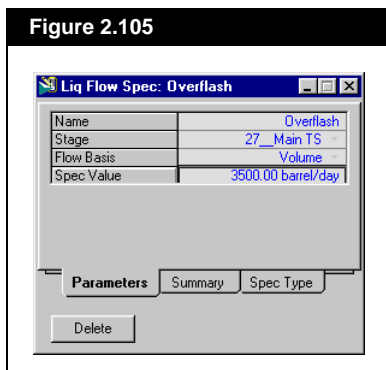 Figure 2.105
Liq Flow Spec: Overflash
Name Overflash
Stage 27__Main TS
Flow Basis Volume
Spec Value 3500.00 barrel/day
Parameters Summary Spec Type
Delete